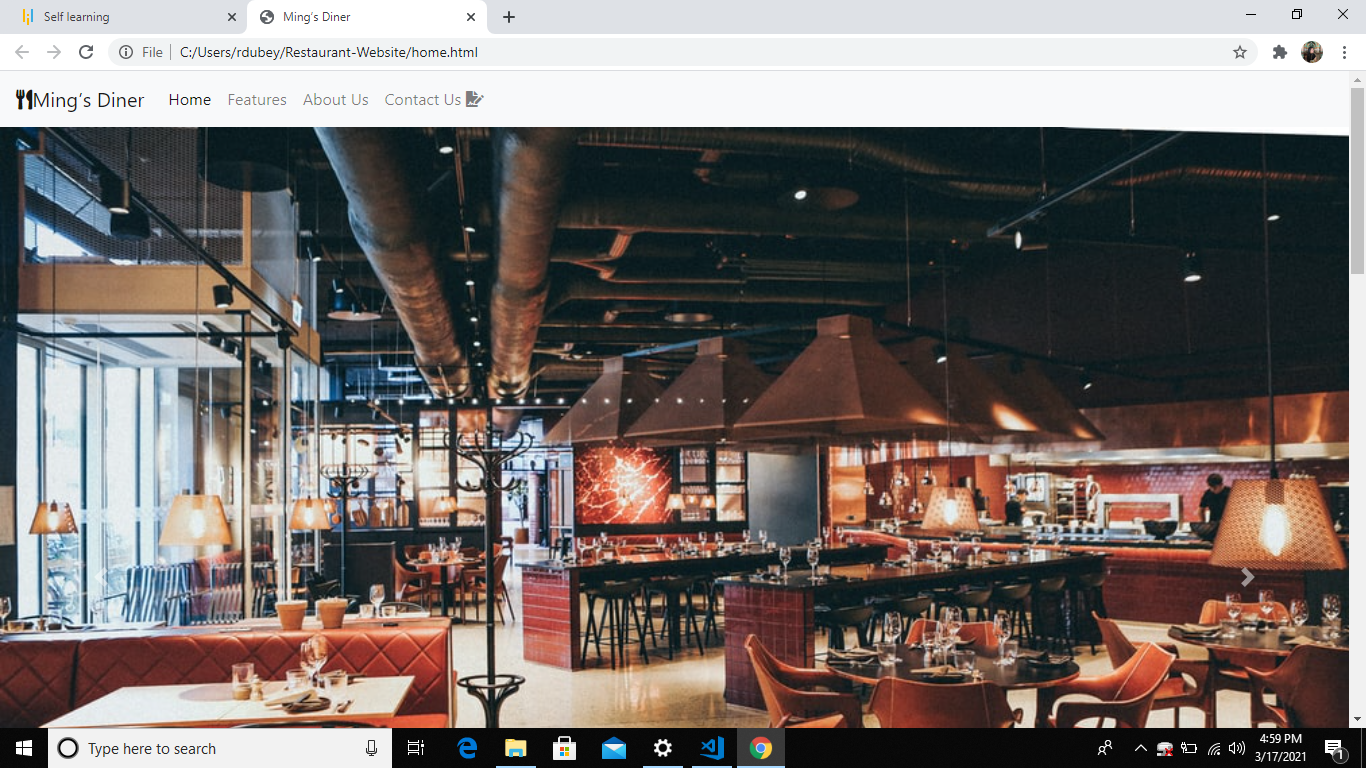 Self learning
Ming's Diner
File
C:/Users/rdubey/Restaurant-Website/home.html
Ming's Diner
Home
Features
About Us
Contact Us
Type here to search
4:59 PM
3/17/2021
1